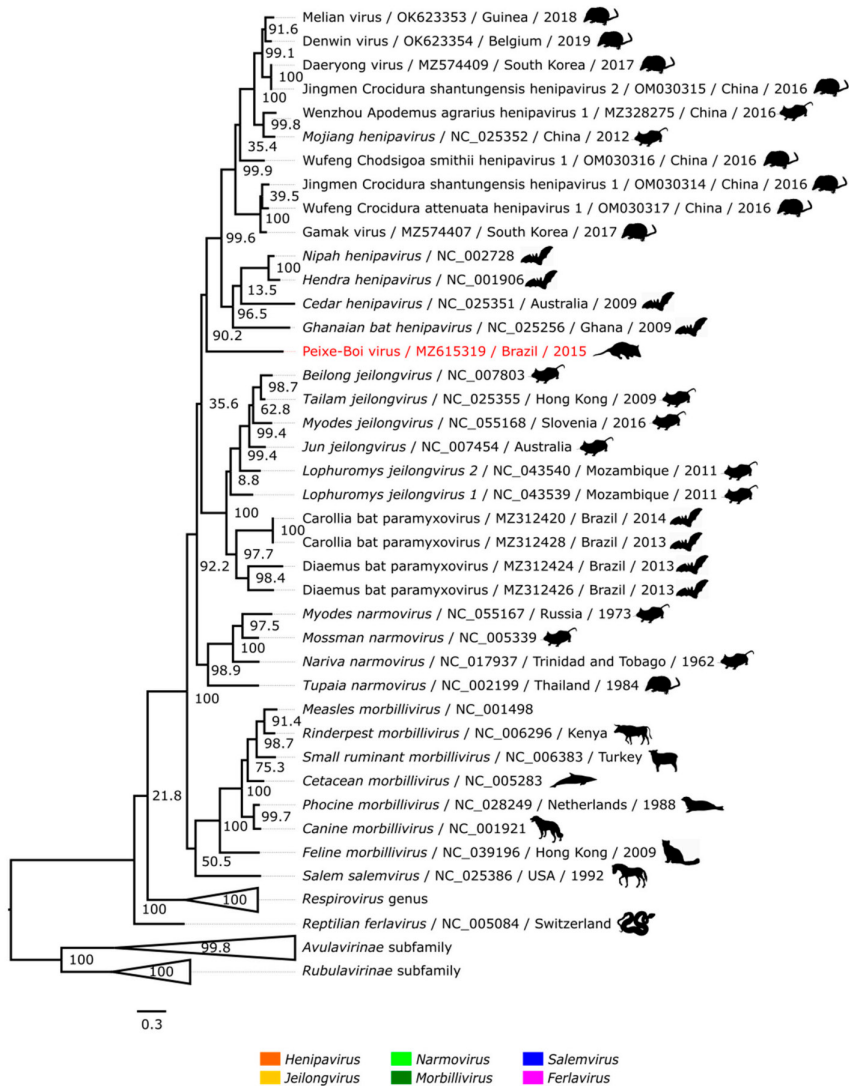 Melian virus / OK623353 / Guinea / 2018
91.6
Denwin virus / OK623354 / Belgium / 2019
99.1
Daeryong virus / MZ574409 / South Korea / 2017
100
Jingmen Crocidura shantungensis henipavirus 2 / OM030315 / China / 2016
100
Wenzhou Apodemus agrarius henipavirus 1 / MZ328275 / China / 2016
99.8
Mojiang henipavirus / NC_025352 / China / 2012
35.4
Wufeng Chodsigoa smithii henipavirus 1 / OM030316 / China / 2016
99.9
Jingmen Crocidura shantungensis henipavirus 1 / OM030314 / China / 2016
39.5
Wufeng Crocidura attenuata henipavirus 1 / OM030317 / China / 2016
100
Gamak virus / MZ574407 / South Korea / 2017
99.6
Nipah henipavirus / NC_002728
100
Hendra henipavirus / NC_001906
13.5
Cedar henipavirus / NC_025351 / Australia / 2009
96.5
Ghanaian bat henipavirus / NC_025256 / Ghana / 2009
90.2
Peixe-Boi virus / MZ615319 / Brazil / 2015
Beilong jeilongvirus / NC_007803
98.7
Tailam jeilongvirus / NC_025355 / Hong Kong / 2009
35.6
62.8
Myodes jeilongvirus / NC_055168 / Slovenia / 2016
99.4
Jun jeilongvirus / NC_007454 / Australia
99.4
Lophuromys jeilongvirus 2 / NC_043540 / Mozambique / 2011
8.8
Lophuromys jeilongvirus 1 / NC_043539 / Mozambique / 2011
100
Carollia bat paramyxovirus / MZ312420 / Brazil / 2014
100
Carollia bat paramyxovirus / MZ312428 / Brazil / 2013
97.7
Diaemus bat paramyxovirus / MZ312424 / Brazil / 2013
92.2
98.4
Diaemus bat paramyxovirus / MZ312426 / Brazil / 2013
Myodes narmovirus / NC_055167 / Russia / 1973
97.5
Mossman narmovirus / NC_005339
100
Nariva narmovirus / NC_017937 / Trinidad and Tobago / 1962
98.9
Tupaia narmovirus / NC_002199 / Thailand / 1984
100
Measles morbillivirus / NC_001498
91.4
Rinderpest morbillivirus / NC_006296 / Kenya
98.7
Small ruminant morbillivirus / NC_006383 / Turkey
75.3
Cetacean morbillivirus / NC_005283
100
21.8
Phocine morbillivirus / NC_028249 / Netherlands / 1988
99.7
100
Canine morbillivirus / NC_001921
Feline morbillivirus / NC_039196 / Hong Kong / 2009
50.5
Salem salemvirus / NC_025386 / USA / 1992
100
Respirovirus genus
100
Reptilian ferlavirus / NC_005084 / Switzerland
99.8
Avulavirinae subfamily
100
100
Rubulavirinae subfamily
0.3
Henipavirus
Narmovirus
Salemvirus
Jeilongvirus
Morbillivirus
Ferlavirus